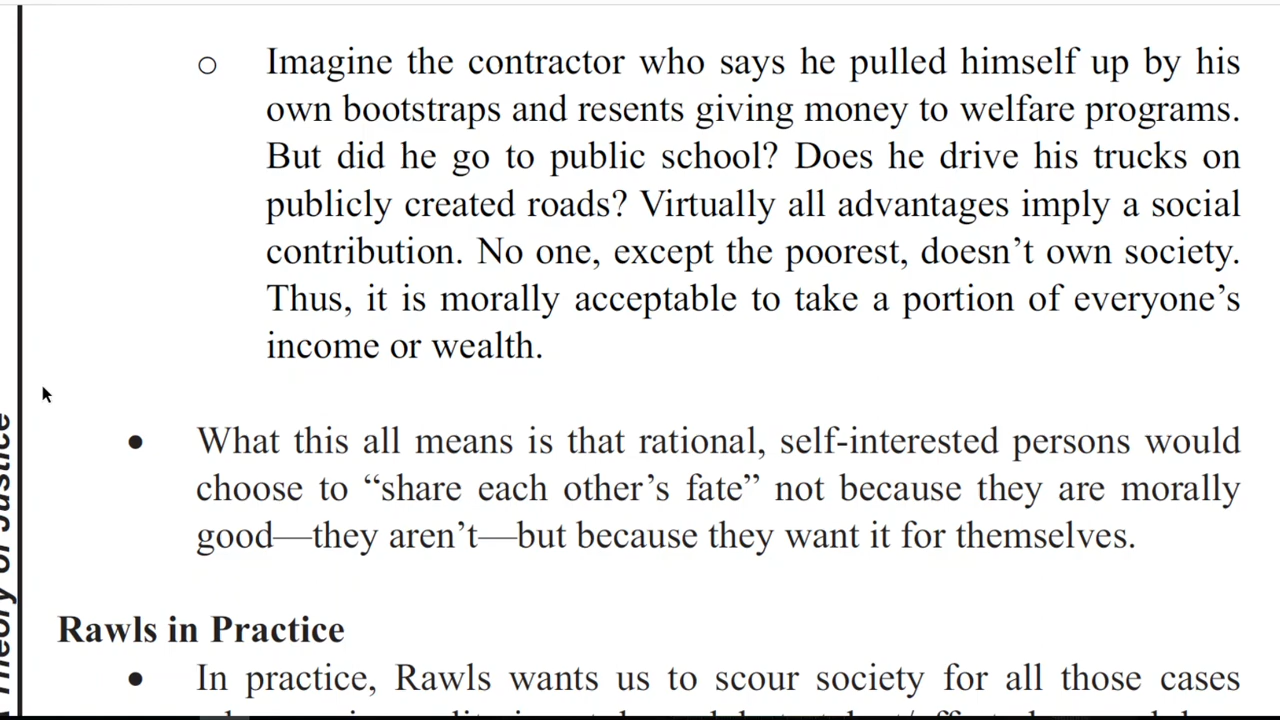 ○ Imagine the contractor who says he pulled himself up by his
own bootstraps and resents giving money to welfare programs.
But did he go to public school? Does he drive his trucks on
publicly created roads? Virtually all advantages imply a social
contribution. No one, except the poorest, doesn’t own society.
Thus, it is morally acceptable to take a portion of everyone’s
income or wealth.
● What this all means is that rational, self-interested persons would
choose to “share each other’s fate” not because they are morally
good—they aren’t—but because they want it for themselves.
Rawls in Practice
● In practice, Rawls wants us to scour society for all those cases
Theory of Justice